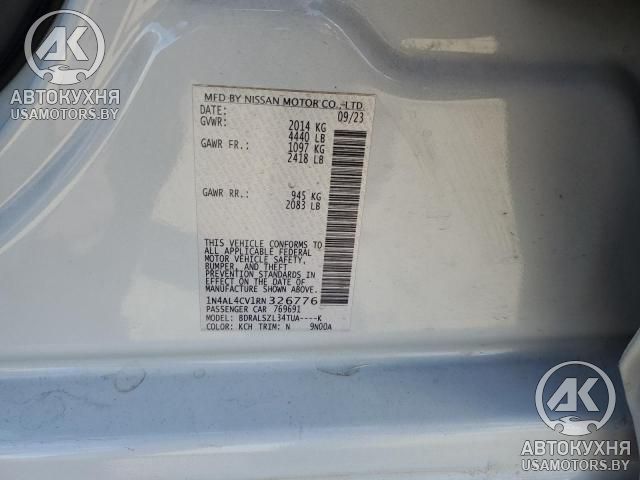 AK
АВТОКУХНЯ
USAMOTORS.BY
MFD BY NISSAN MOTOR CO., LTD.
DATE: 09/23
GVWR: 2014 KG
4440 LB
GAWR FR.: 1097 KG
2418 LB
GAWR RR.: 945 KG
2083 LB
THIS VEHICLE CONFORMS TO
ALL APPLICABLE FEDERAL
MOTOR VEHICLE SAFETY,
BUMPER, AND THEFT
PREVENTION STANDARDS IN
EFFECT ON THE DATE OF
MANUFACTURE SHOWN ABOVE.
1N4AL4CV1RN326776
PASSENGER CAR 769691
MODEL: BDRALSZL34TUA----K
COLOR: KCH TRIM: N 9N00A
AK
АВТОКУХНЯ
USAMOTORS.BY